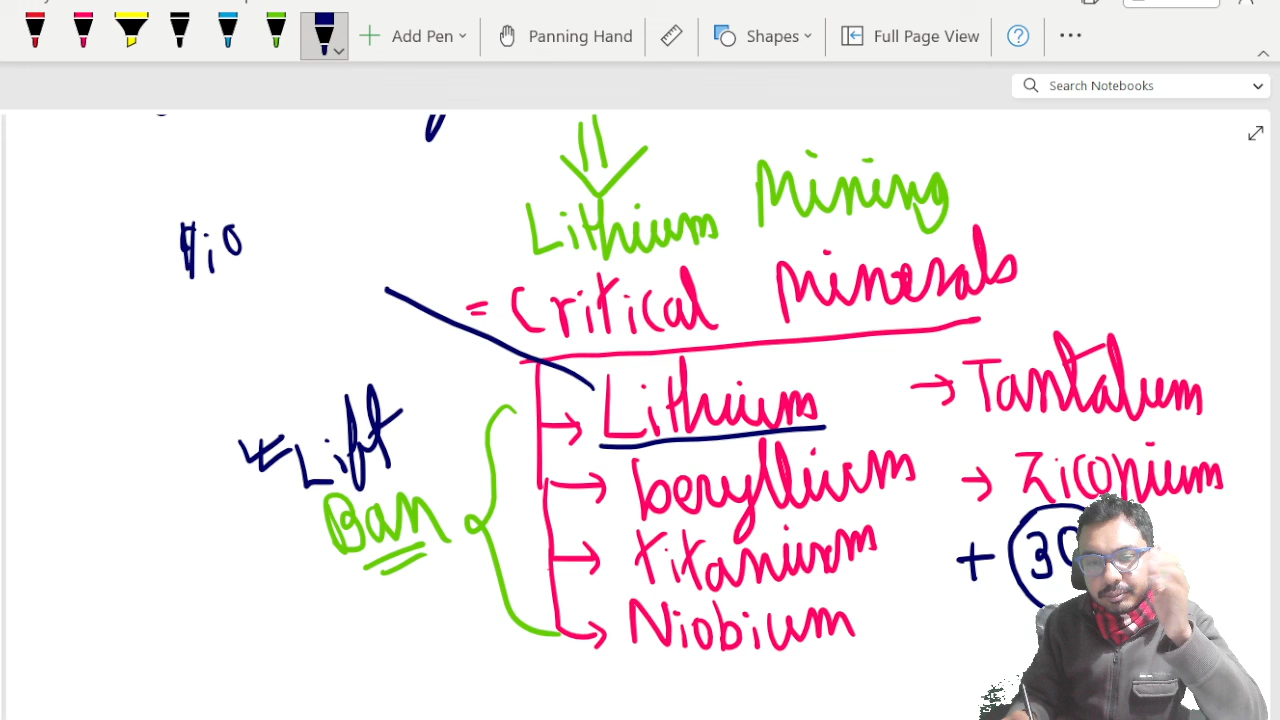 Add Pen
Panning Hand
Shapes
Full Page View
Search Notebooks
Lithium Mining
= Critical Minerals
→ Lithium → Tantalum
→ beryllium → Ziconium
→ titanium + 30
→ Niobium
Lift
Ban